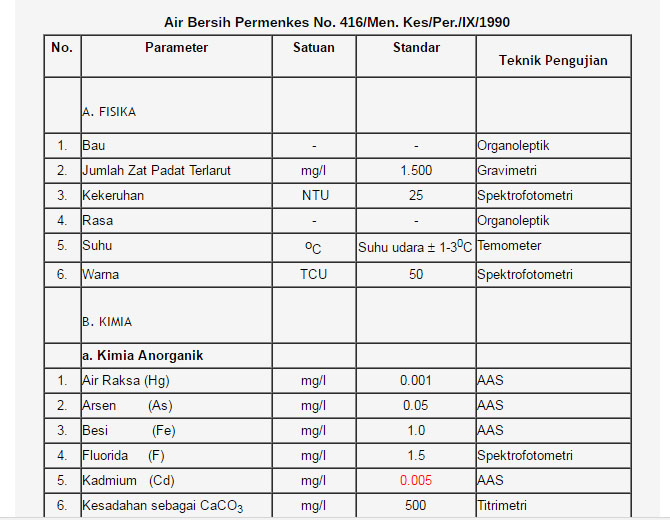 Air Bersih Permenkes No. 416/Men. Kes/Per./IX/1990
No. Parameter Satuan Standar Teknik Pengujian
A. FISIKA
1. Bau - - Organoleptik
2. Jumlah Zat Padat Terlarut mg/l 1.500 Gravimetri
3. Kekeruhan NTU 25 Spektrofotometri
4. Rasa - - Organoleptik
5. Suhu ⁰C Suhu udara ± 1-3⁰C Temometer
6. Warna TCU 50 Spektrofotometri
B. KIMIA
a. Kimia Anorganik
1. Air Raksa (Hg) mg/l 0.001 AAS
2. Arsen (As) mg/l 0.05 AAS
3. Besi (Fe) mg/l 1.0 AAS
4. Fluorida (F) mg/l 1.5 Spektrofotometri
5. Kadmium (Cd) mg/l 0.005 AAS
6. Kesadahan sebagai CaCO₃ mg/l 500 Titrimetri